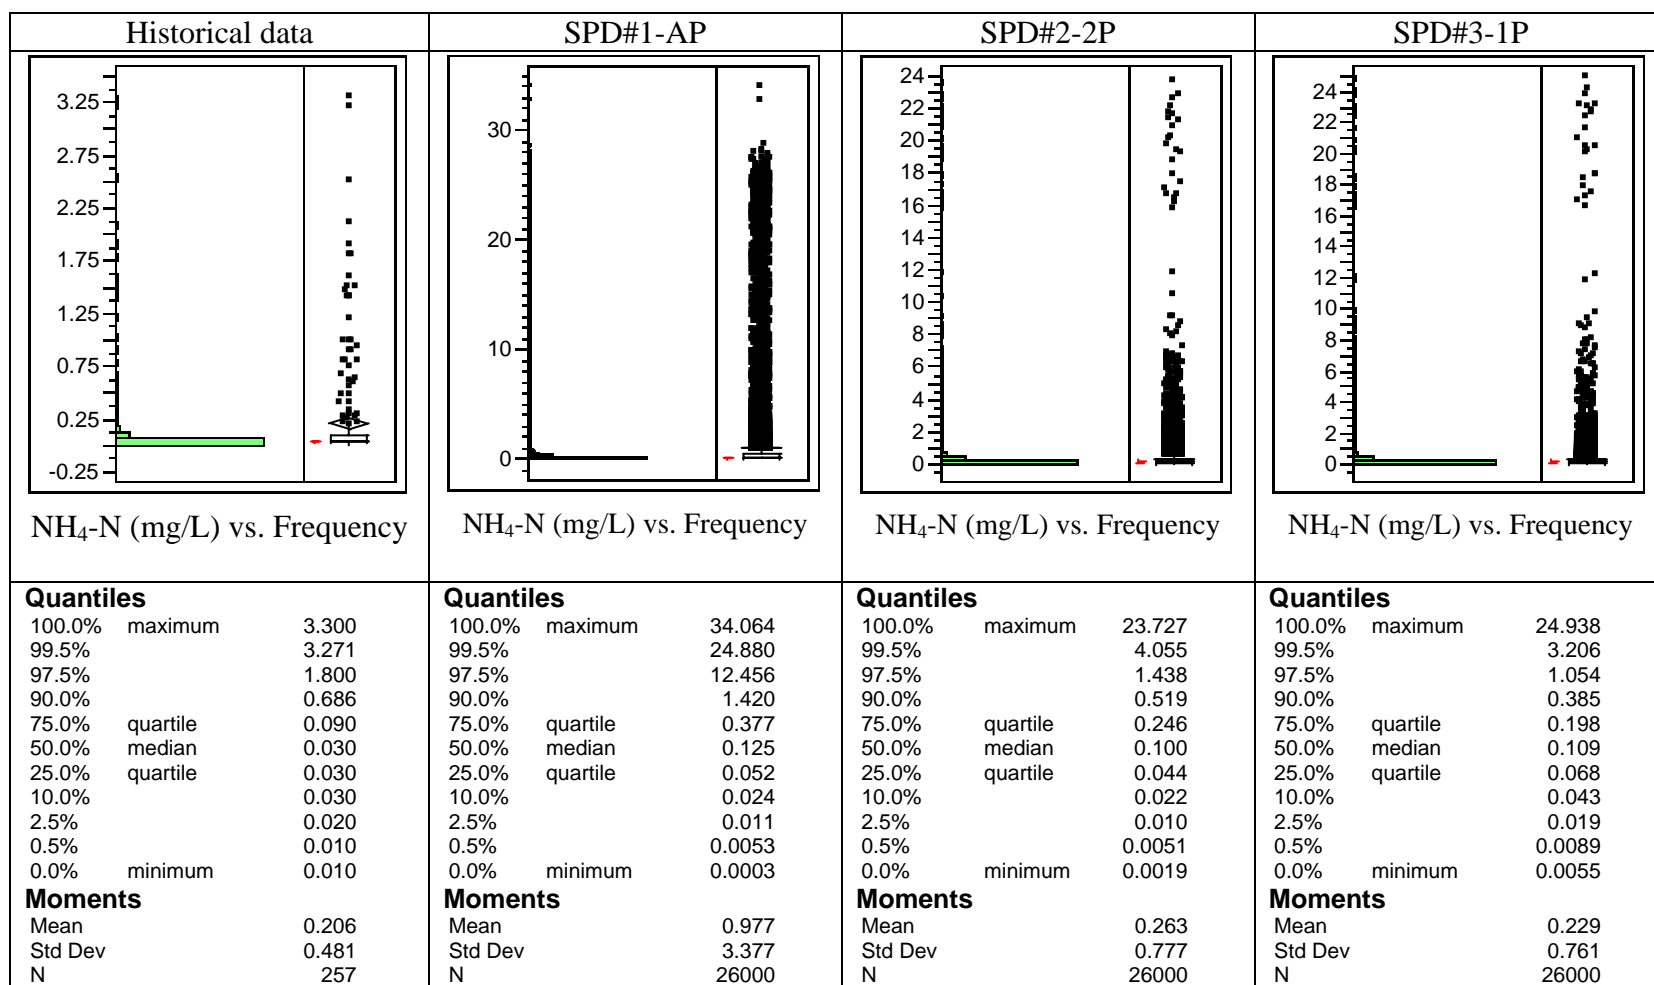 Historical data
SPD#1-AP
SPD#2-2P
SPD#3-1P
3.25
2.75
2.25
1.75
1.25
0.75
0.25
-0.25
30
20
10
0
24
22
20
18
16
14
12
10
8
6
4
2
0
24
22
20
18
16
14
12
10
8
6
4
2
0
NH₄-N (mg/L) vs. Frequency
NH₄-N (mg/L) vs. Frequency
NH₄-N (mg/L) vs. Frequency
NH₄-N (mg/L) vs. Frequency
Quantiles
100.0% maximum 3.300
99.5% 3.271
97.5% 1.800
90.0% 0.686
75.0% quartile 0.090
50.0% median 0.030
25.0% quartile 0.030
10.0% 0.030
2.5% 0.020
0.5% 0.010
0.0% minimum 0.010
Moments
Mean 0.206
Std Dev 0.481
N 257
Quantiles
100.0% maximum 34.064
99.5% 24.880
97.5% 12.456
90.0% 1.420
75.0% quartile 0.377
50.0% median 0.125
25.0% quartile 0.052
10.0% 0.024
2.5% 0.011
0.5% 0.0053
0.0% minimum 0.0003
Moments
Mean 0.977
Std Dev 3.377
N 26000
Quantiles
100.0% maximum 23.727
99.5% 4.055
97.5% 1.438
90.0% 0.519
75.0% quartile 0.246
50.0% median 0.100
25.0% quartile 0.044
10.0% 0.022
2.5% 0.010
0.5% 0.0051
0.0% minimum 0.0019
Moments
Mean 0.263
Std Dev 0.777
N 26000
Quantiles
100.0% maximum 24.938
99.5% 3.206
97.5% 1.054
90.0% 0.385
75.0% quartile 0.198
50.0% median 0.109
25.0% quartile 0.068
10.0% 0.043
2.5% 0.019
0.5% 0.0089
0.0% minimum 0.0055
Moments
Mean 0.229
Std Dev 0.761
N 26000